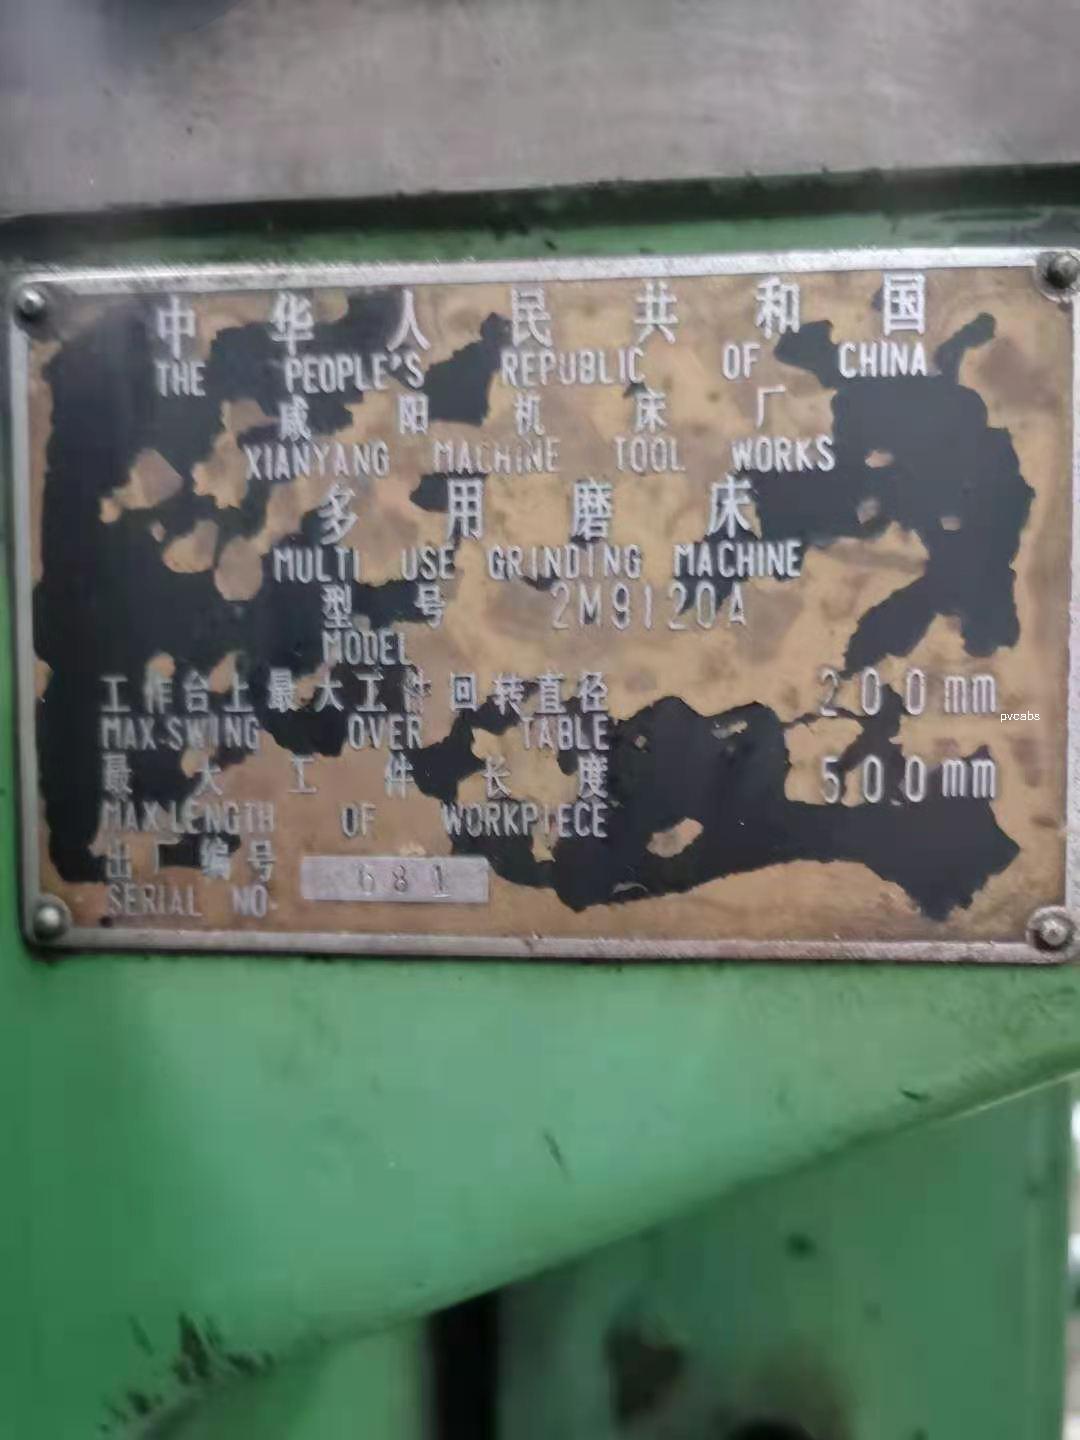 中华人民共和国
THE PEOPLE'S REPUBLIC OF CHINA
咸阳机床厂
XIANYANG MACHINE TOOL WORKS
多用磨床
MULTI USE GRINDING MACHINE
型号 2M9120A
MODEL
工作台上最大工件回转直径 200mm
MAX.SWING OVER TABLE
pvcabs
最大工件长度 500mm
MAX.LENGTH OF WORKPIECE
出厂编号 681
SERIAL NO.